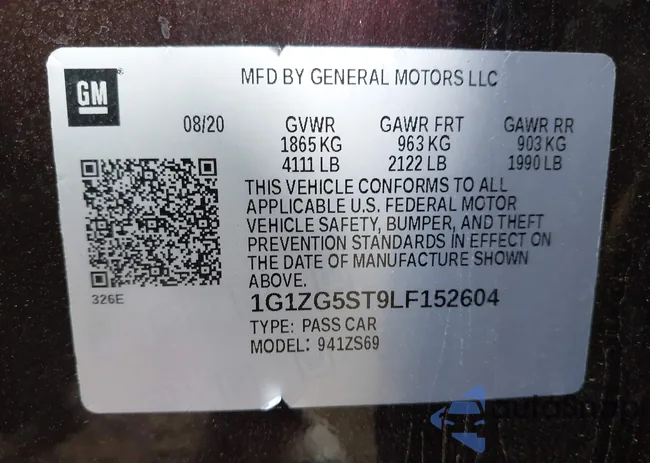 MFD BY GENERAL MOTORS LLC
GM
08/20 GVWR GAWR FRT GAWR RR
1865 KG 963 KG 903 KG
4111 LB 2122 LB 1990 LB
THIS VEHICLE CONFORMS TO ALL
APPLICABLE U.S. FEDERAL MOTOR
VEHICLE SAFETY, BUMPER, AND THEFT
PREVENTION STANDARDS IN EFFECT ON
THE DATE OF MANUFACTURE SHOWN
ABOVE.
326E
1G1ZG5ST9LF152604
TYPE: PASS CAR
MODEL: 941ZS69